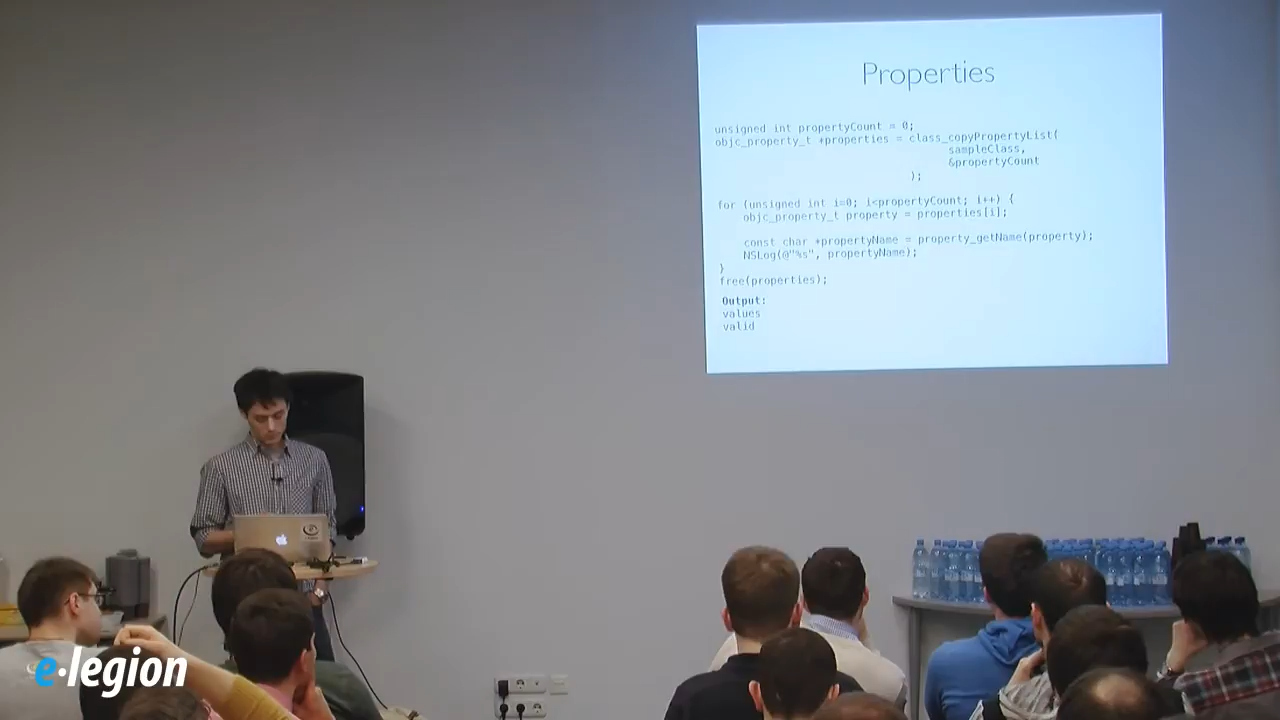 Properties
unsigned int propertyCount = 0;
objc_property_t *properties = class_copyPropertyList(
sampleClass,
&propertyCount
);
for (unsigned int i=0; i<propertyCount; i++) {
objc_property_t property = properties[i];
const char *propertyName = property_getName(property);
NSLog(@"%s", propertyName);
}
free(properties);
Output:
values
valid
e·legion